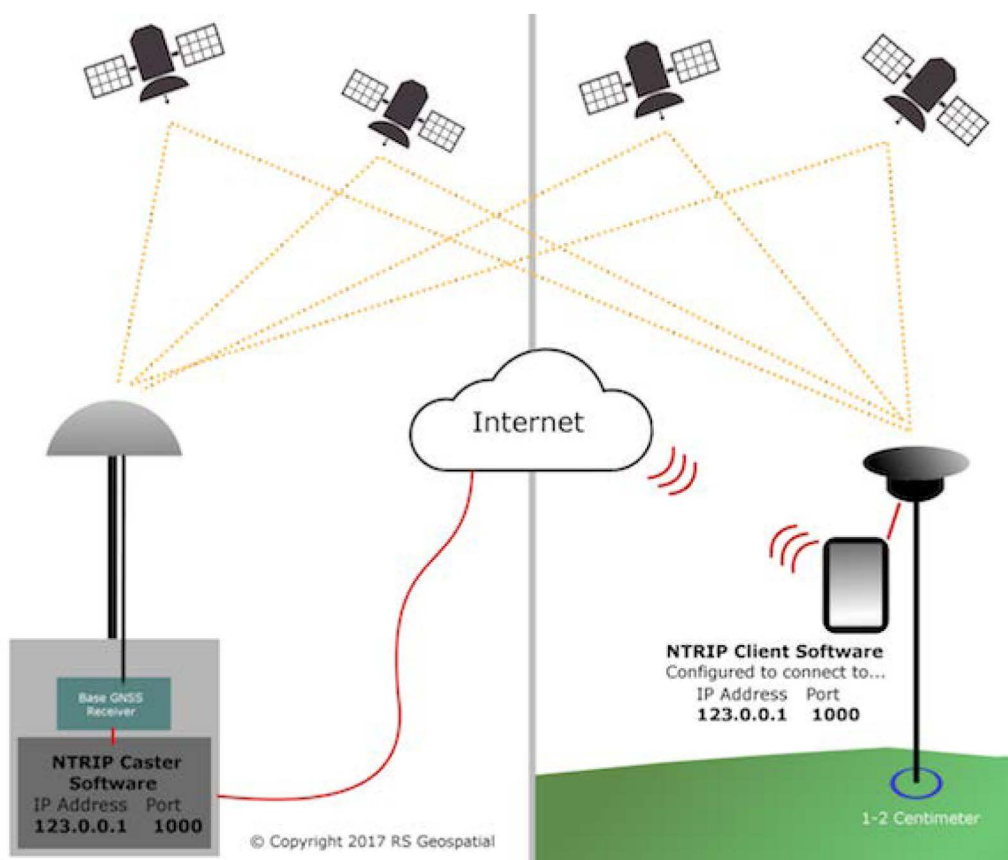 Internet
Base GNSS
Receiver
NTRIP Caster
Software
IP Address Port
123.0.0.1 1000
© Copyright 2017 RS Geospatial
NTRIP Client Software
Configured to connect to...
IP Address Port
123.0.0.1 1000
1-2 Centimeter